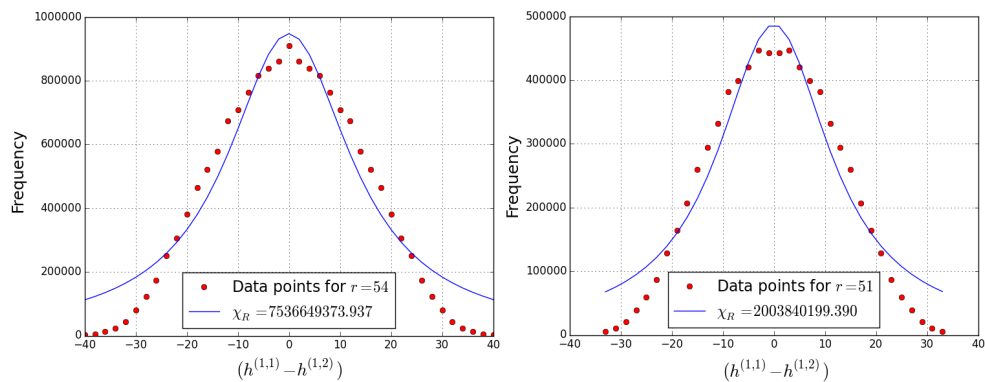 1000000
800000
600000
400000
200000
0
Frequency
−40 −30 −20 −10 0 10 20 30 40
(h^(1,1) − h^(1,2))
Data points for r = 54
χ_R = 7536649373.937
500000
400000
300000
200000
100000
0
Frequency
−40 −30 −20 −10 0 10 20 30 40
(h^(1,1) − h^(1,2))
Data points for r = 51
χ_R = 2003840199.390